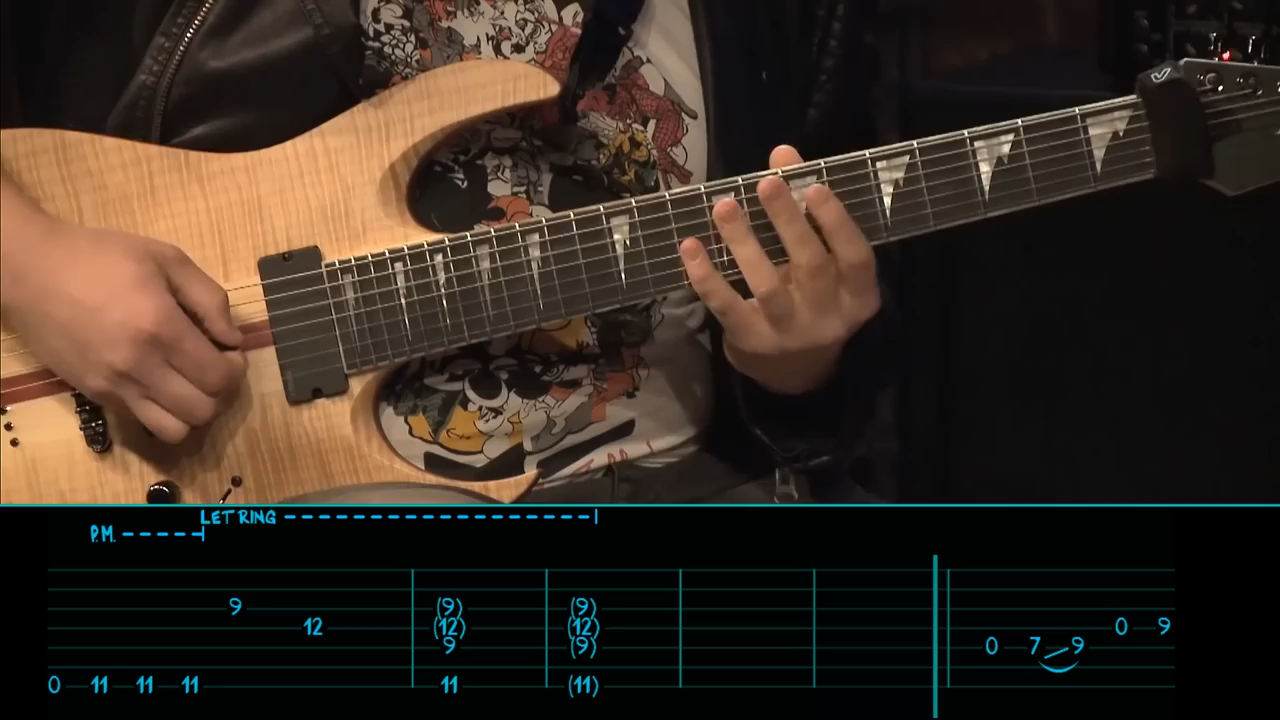 LET RING
P.M.
9
12
0 11 11 11
(9) (9)
(12) (12)
9 (9)
11 (11)
0 9
0 7 9